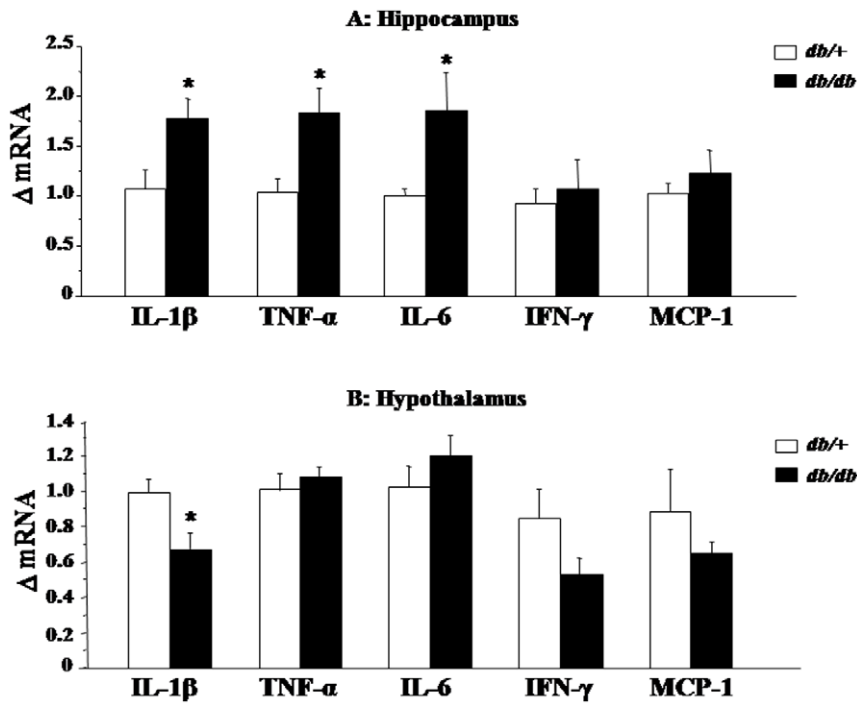 A: Hippocampus
2.5
2.0
1.5
1.0
0.5
0
Δ mRNA
* * *
db/+
db/db
IL-1β TNF-α IL-6 IFN-γ MCP-1
B: Hypothalamus
1.4
1.2
1.0
0.8
0.6
0.4
0.2
0
Δ mRNA
*
db/+
db/db
IL-1β TNF-α IL-6 IFN-γ MCP-1